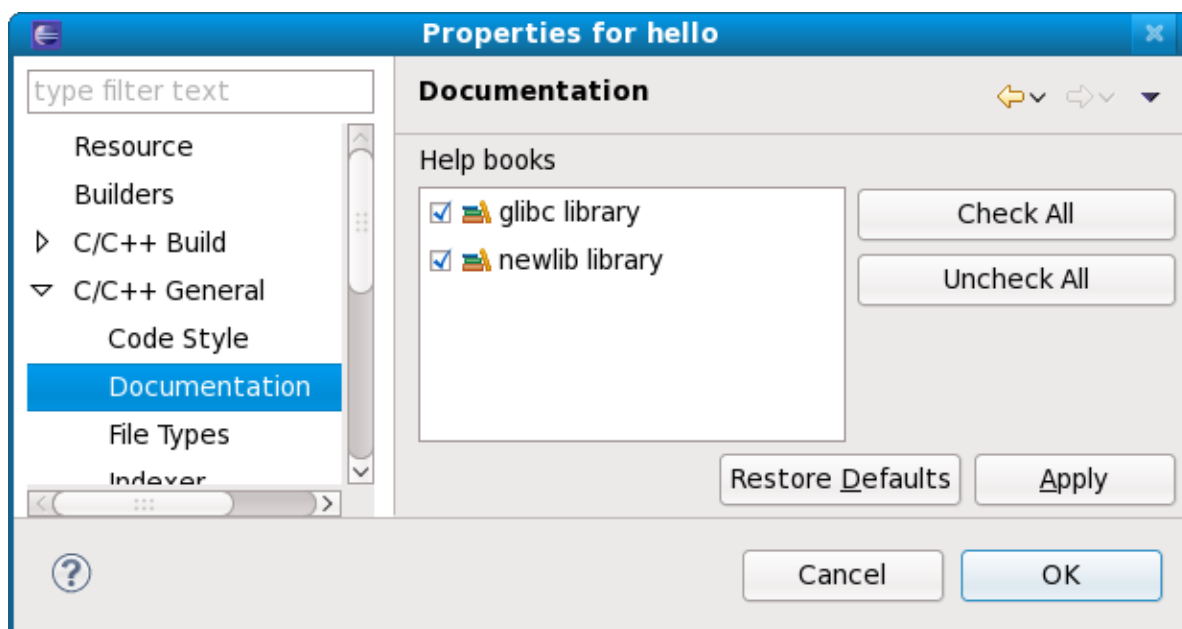 Properties for hello
type filter text
Resource
Builders
C/C++ Build
C/C++ General
Code Style
Documentation
File Types
Indexer
Documentation
Help books
glibc library
newlib library
Check All
Uncheck All
Restore Defaults
Apply
Cancel
OK